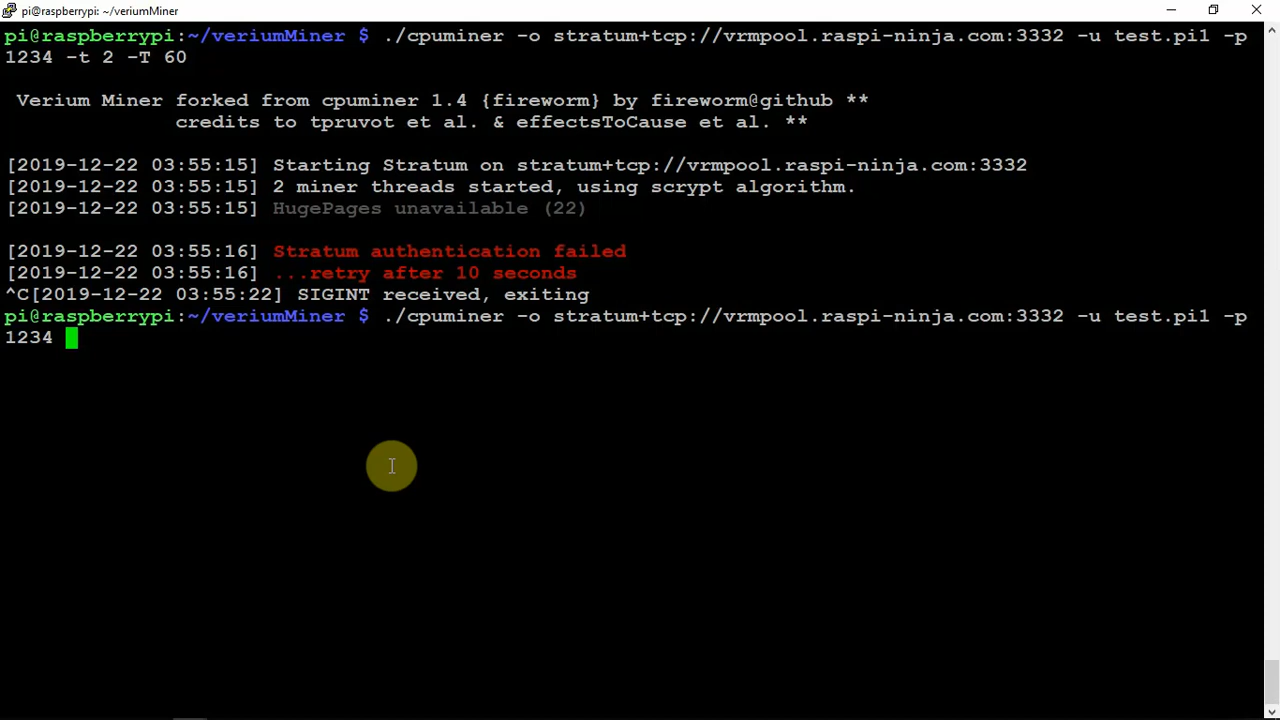 pi@raspberrypi: ~/veriumMiner
pi@raspberrypi:~/veriumMiner $ ./cpuminer -o stratum+tcp://vrmpool.raspi-ninja.com:3332 -u test.pi1 -p
1234 -t 2 -T 60
Verium Miner forked from cpuminer 1.4 {fireworm} by fireworm@github **
credits to tpruvot et al. & effectsToCause et al. **
[2019-12-22 03:55:15] Starting Stratum on stratum+tcp://vrmpool.raspi-ninja.com:3332
[2019-12-22 03:55:15] 2 miner threads started, using scrypt algorithm.
[2019-12-22 03:55:15] HugePages unavailable (22)
[2019-12-22 03:55:16] Stratum authentication failed
[2019-12-22 03:55:16] ...retry after 10 seconds
^C[2019-12-22 03:55:22] SIGINT received, exiting
pi@raspberrypi:~/veriumMiner $ ./cpuminer -o stratum+tcp://vrmpool.raspi-ninja.com:3332 -u test.pi1 -p
1234